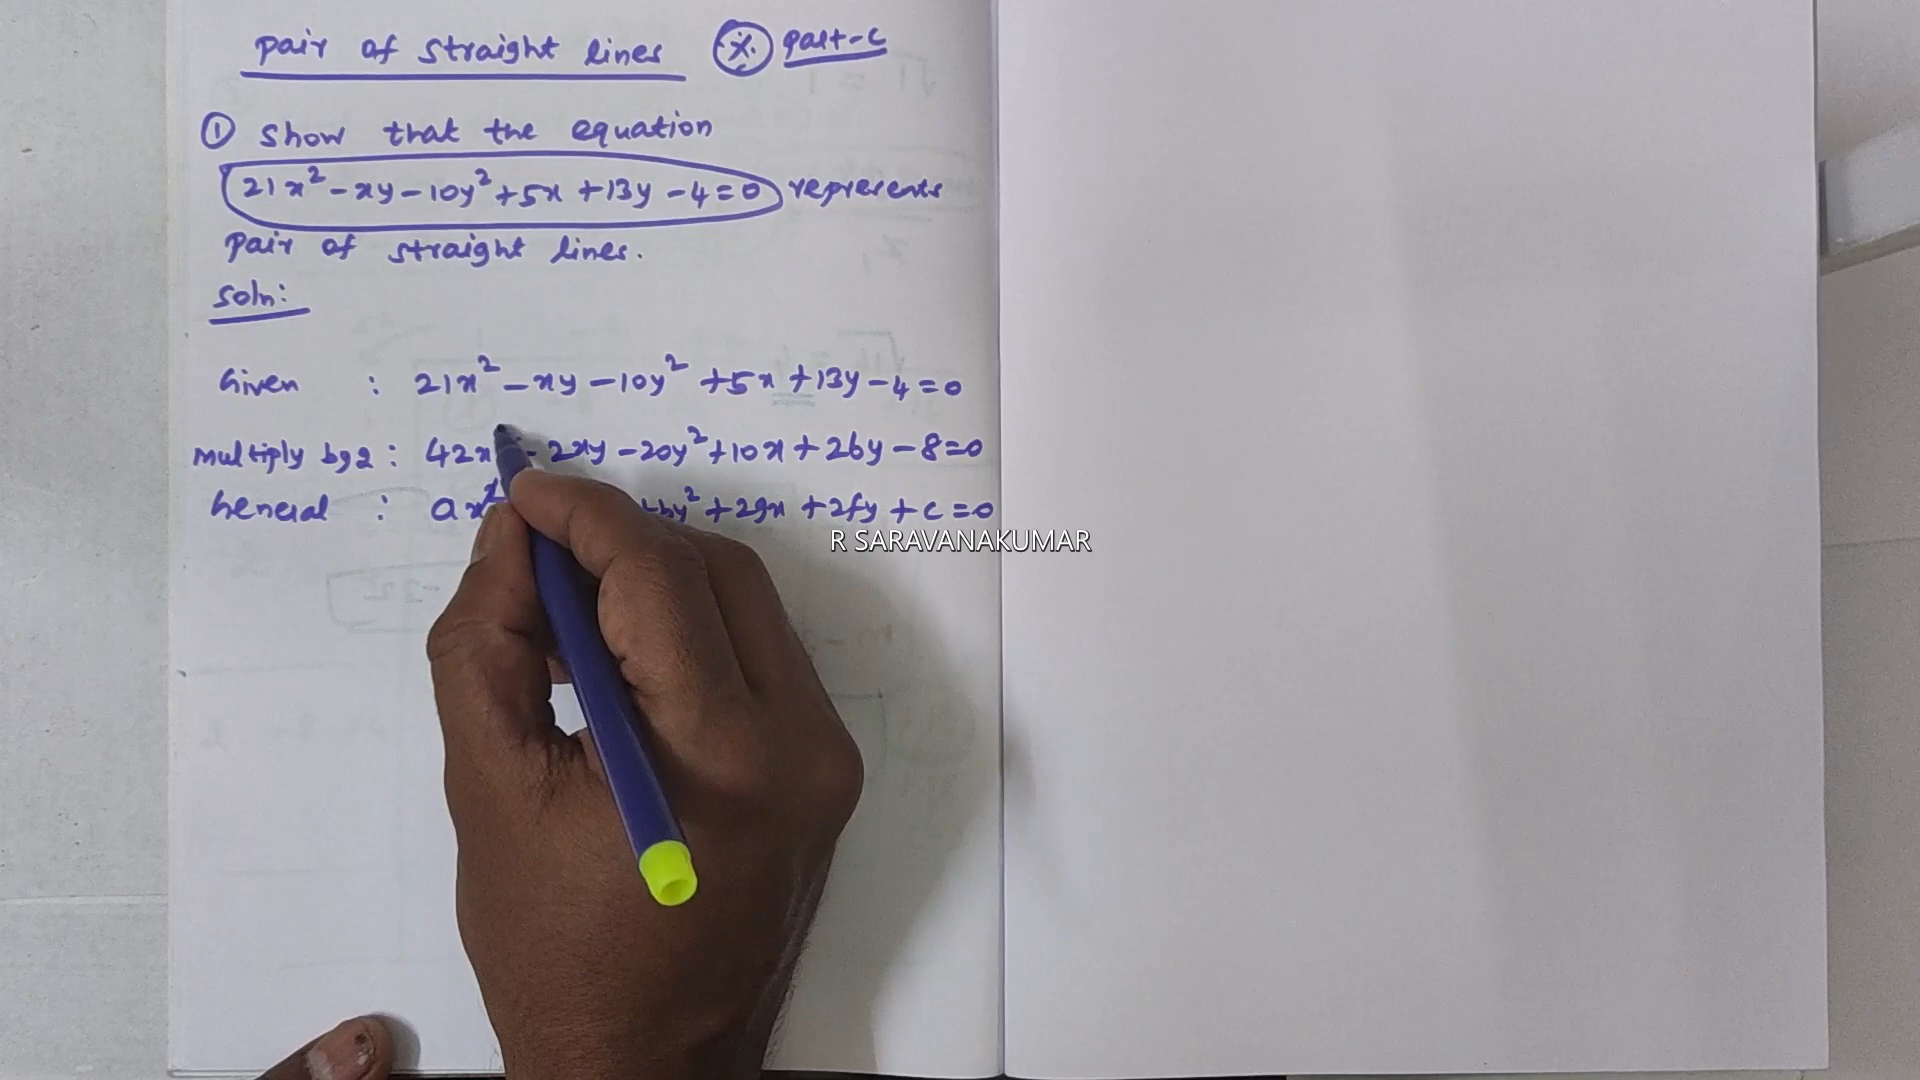 Pair of straight lines X. part-c
① Show that the equation
21x² - xy - 10y² + 5x + 13y - 4 = 0 represents
pair of straight lines.
Soln:
Given : 21x² - xy - 10y² + 5x + 13y - 4 = 0
Multiply by 2 : 42x - 2xy - 20y² + 10x + 26y - 8 = 0
General : ax² by² + 2gx + 2fy + c = 0
R SARAVANAKUMAR